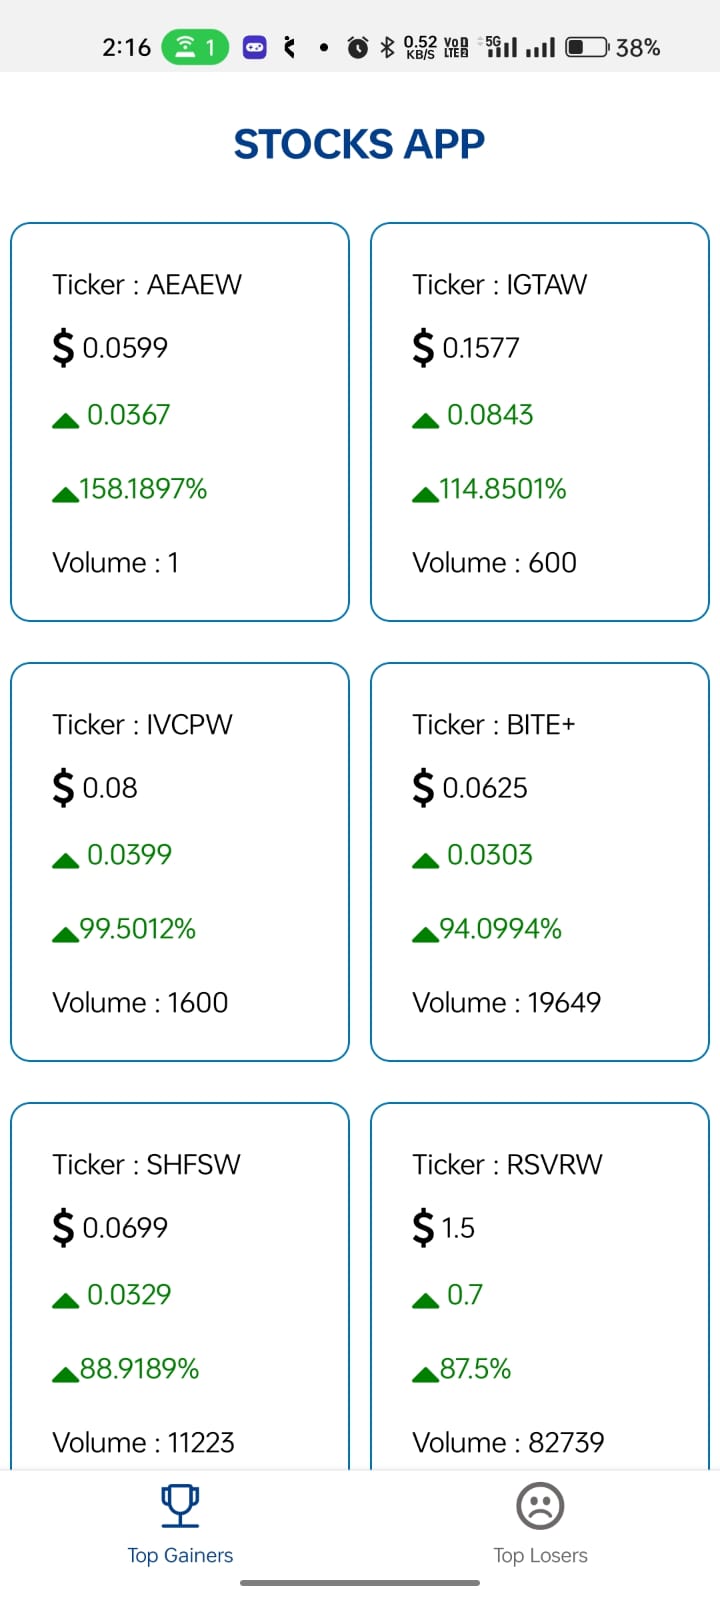 2:16 1 0.52 KB/S VoD LTE2 5G 38%
STOCKS APP
Ticker : AEAEW
$ 0.0599
0.0367
158.1897%
Volume : 1
Ticker : IGTAW
$ 0.1577
0.0843
114.8501%
Volume : 600
Ticker : IVCPW
$ 0.08
0.0399
99.5012%
Volume : 1600
Ticker : BITE+
$ 0.0625
0.0303
94.0994%
Volume : 19649
Ticker : SHFSW
$ 0.0699
0.0329
88.9189%
Volume : 11223
Ticker : RSVRW
$ 1.5
0.7
87.5%
Volume : 82739
Top Gainers
Top Losers